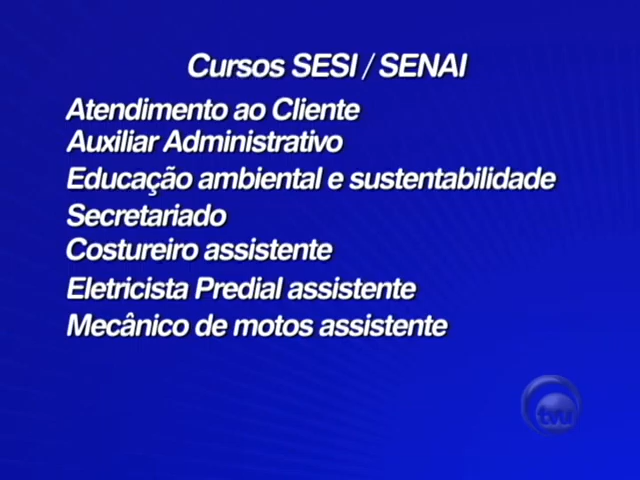 Cursos SESI / SENAI
Atendimento ao Cliente
Auxiliar Administrativo
Educação ambiental e sustentabilidade
Secretariado
Costureiro assistente
Eletricista Predial assistente
Mecânico de motos assistente
tvu